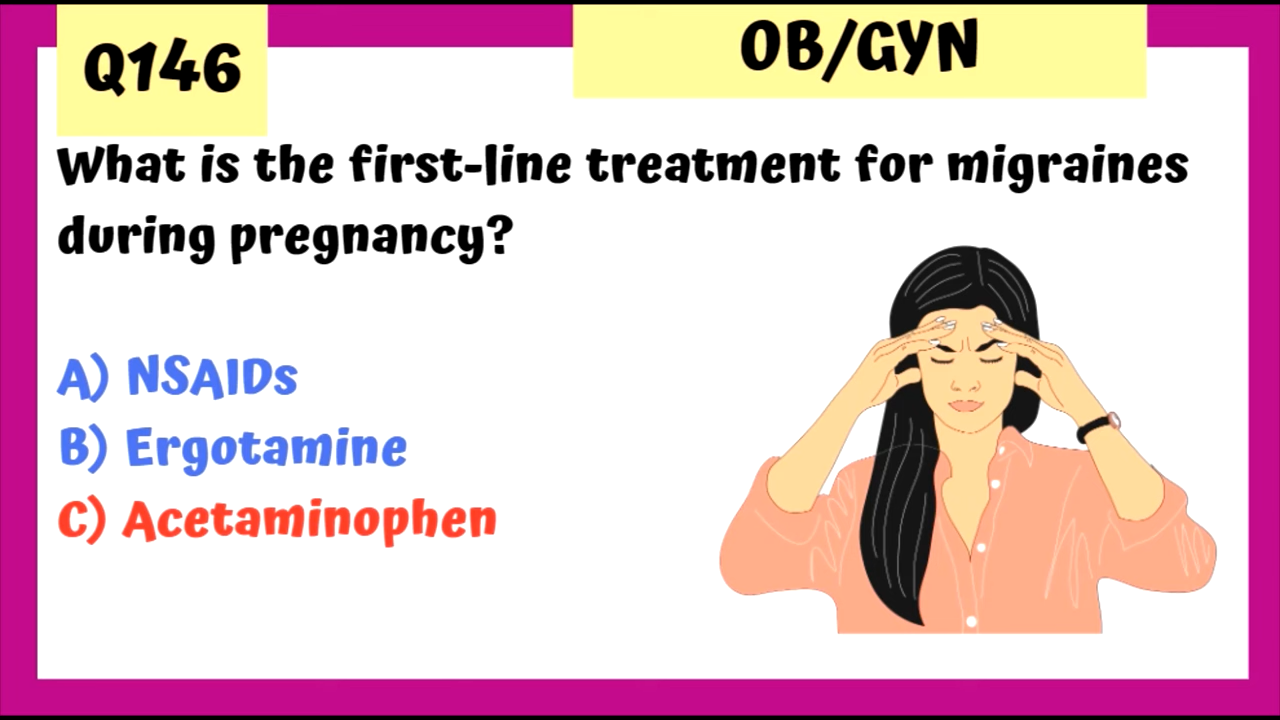 Q146
OB/GYN
What is the first-line treatment for migraines
during pregnancy?
A) NSAIDs
B) Ergotamine
C) Acetaminophen